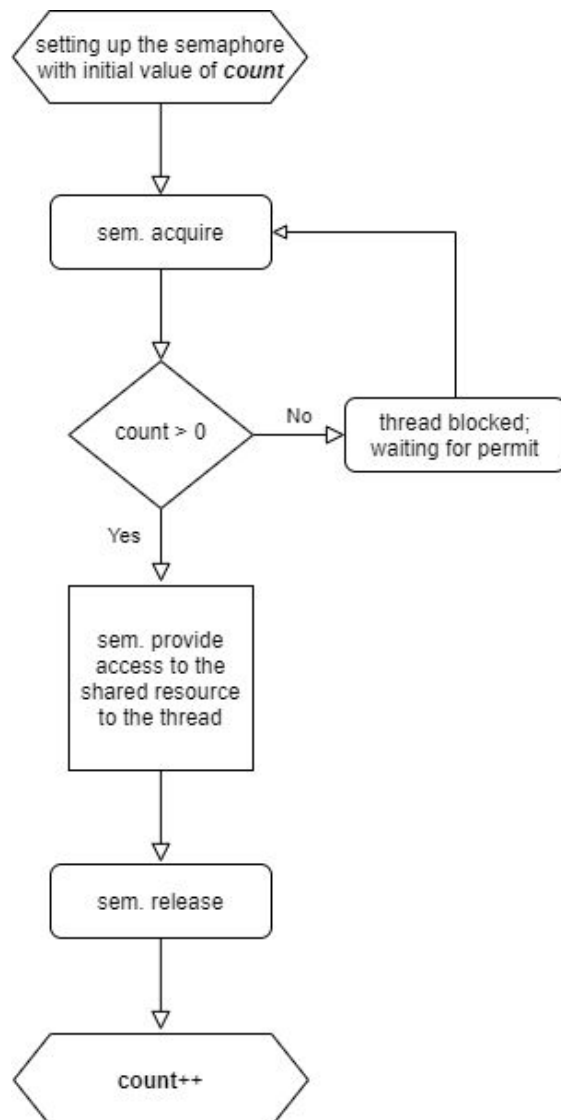 setting up the semaphore
with initial value of count
sem. acquire
count > 0
No
thread blocked;
waiting for permit
Yes
sem. provide
access to the
shared resource
to the thread
sem. release
count++